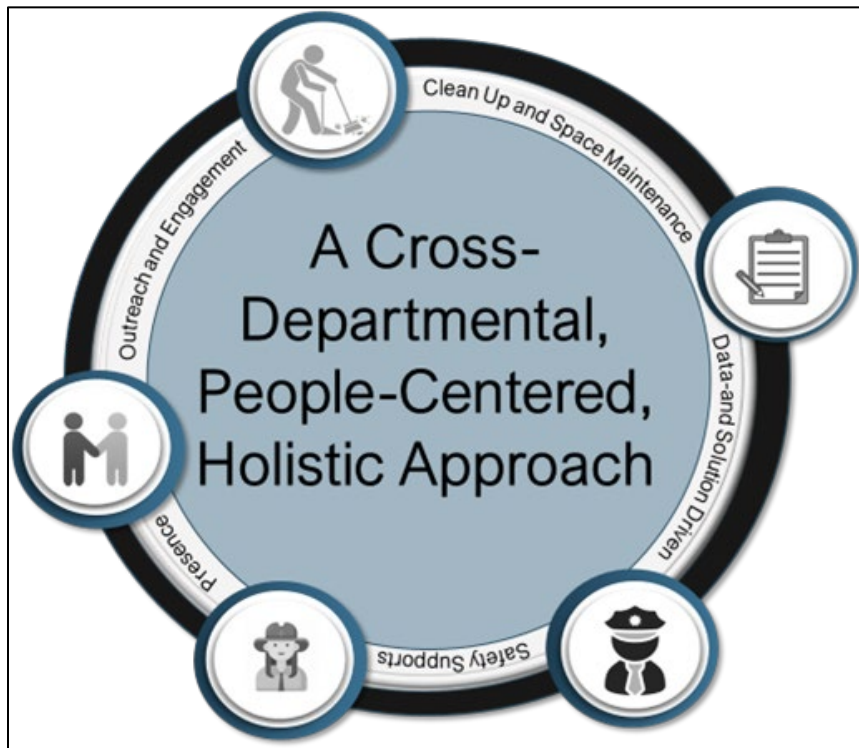 A Cross-
Departmental,
People-Centered,
Holistic Approach
Clean Up and Space Maintenance
Data-and Solution Driven
Safety Supports
Presence
Outreach and Engagement